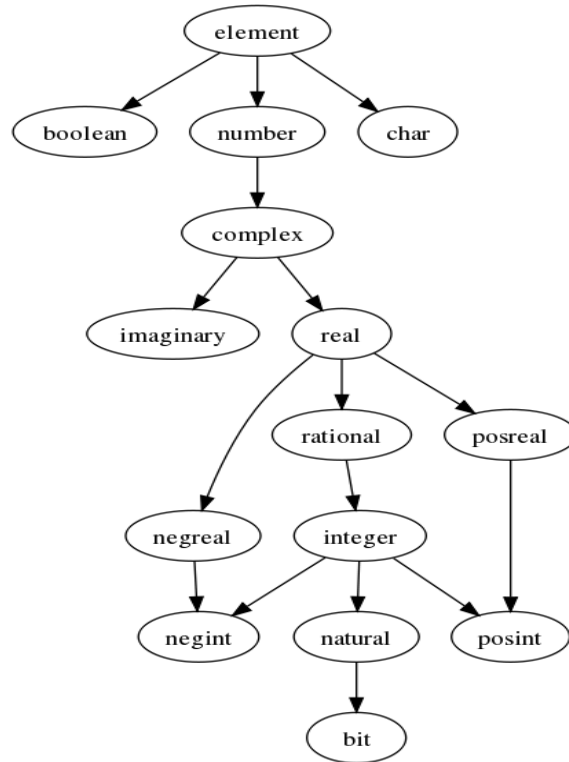 element
boolean
number
char
complex
imaginary
real
rational
posreal
negreal
integer
negint
natural
posint
bit